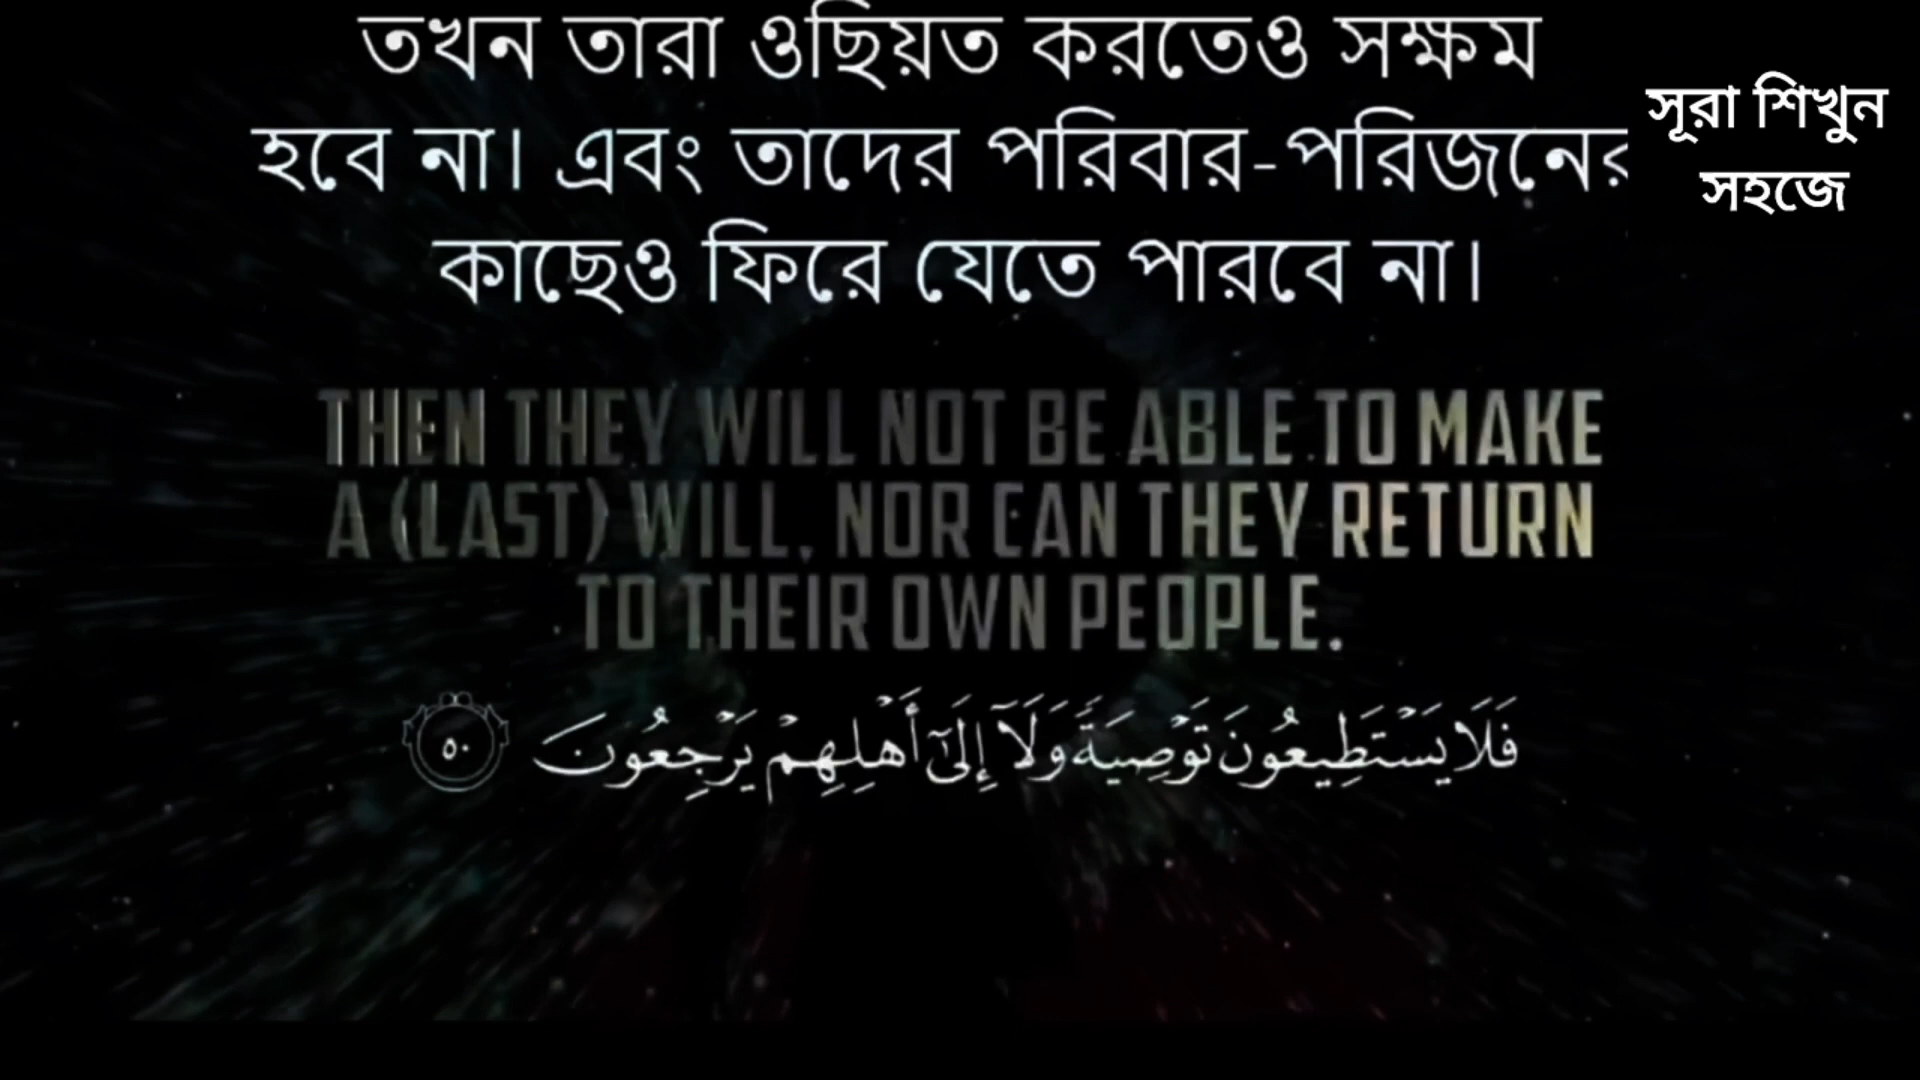 তখন তারা ওছিয়ত করতেও সক্ষম
হবে না। এবং তাদের পরিবার-পরিজনের
কাছেও ফিরে যেতে পারবে না।
সূরা শিখুন
সহজে
THEN THEY WILL NOT BE ABLE TO MAKE
A (LAST) WILL, NOR CAN THEY RETURN
TO THEIR OWN PEOPLE.
فَلَا يَسْتَطِيعُونَ تَوْصِيَةً وَلَآ إِلَىٰٓ أَهْلِهِمْ يَرْجِعُونَ ٥٠